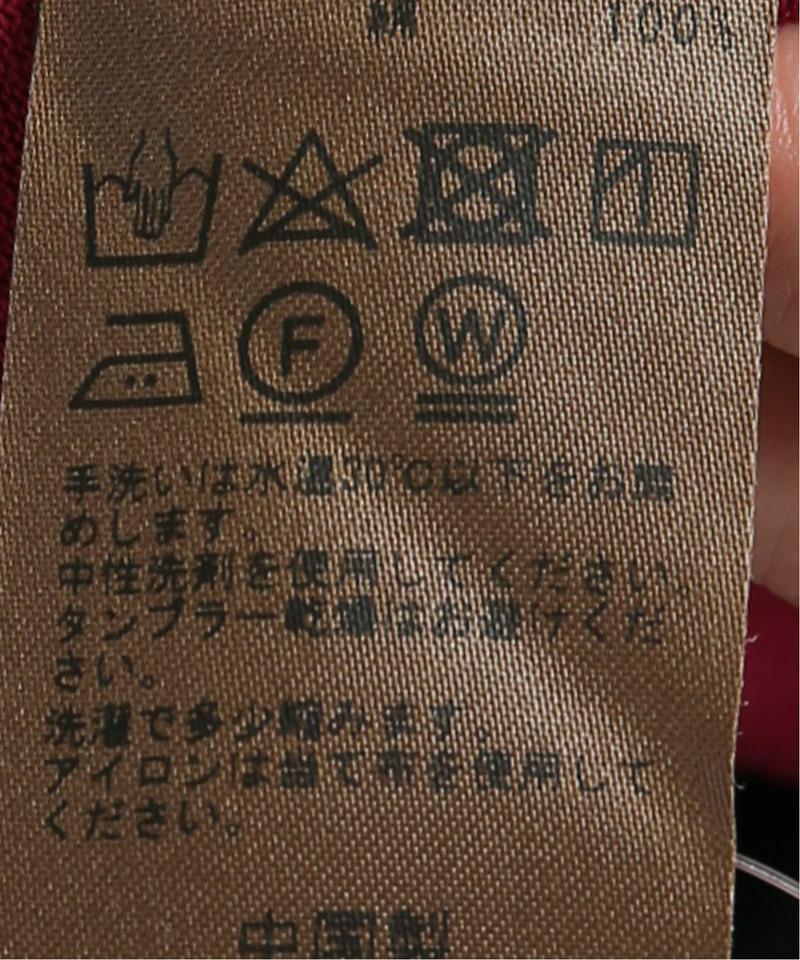 綿 100%
F W
手洗いは水温30℃以下をお薦
めします。
中性洗剤を使用してください。
タンブラー乾燥はお避けくだ
さい。
洗濯で多少縮みます。
アイロンは当て布を使用して
ください。
中国製